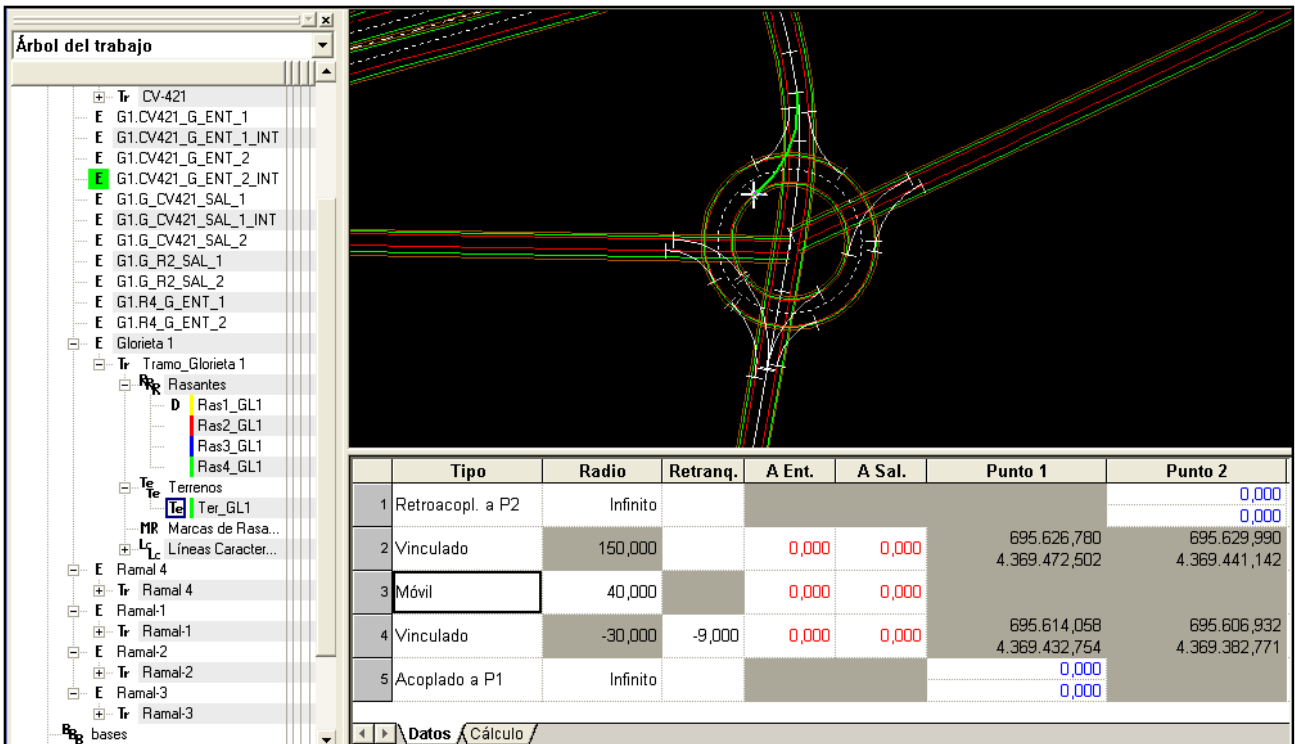 Árbol del trabajo
Tr CV-421
E G1.CV421_G_ENT_1
E G1.CV421_G_ENT_1_INT
E G1.CV421_G_ENT_2
E G1.CV421_G_ENT_2_INT
E G1.G_CV421_SAL_1
E G1.G_CV421_SAL_1_INT
E G1.G_CV421_SAL_2
E G1.G_R2_SAL_1
E G1.G_R2_SAL_2
E G1.R4_G_ENT_1
E G1.R4_G_ENT_2
E Glorieta 1
Tr Tramo_Glorieta 1
RRR Rasantes
D Ras1_GL1
Ras2_GL1
Ras3_GL1
Ras4_GL1
Te Te Terrenos
Te Ter_GL1
MR Marcas de Rasa...
Lc Lc Líneas Caracter...
E Ramal 4
Tr Ramal 4
E Ramal-1
Tr Ramal-1
E Ramal-2
Tr Ramal-2
E Ramal-3
Tr Ramal-3
BBB bases
Tipo Radio Retranq. A Ent. A Sal. Punto 1 Punto 2
1 Retroacopl. a P2 Infinito 0,000
0,000
2 Vinculado 150,000 0,000 0,000 695.626,780 695.629,990
4.369.472,502 4.369.441,142
3 Móvil 40,000 0,000 0,000
4 Vinculado -30,000 -9,000 0,000 0,000 695.614,058 695.606,932
4.369.432,754 4.369.382,771
5 Acoplado a P1 Infinito 0,000
0,000
Datos Cálculo